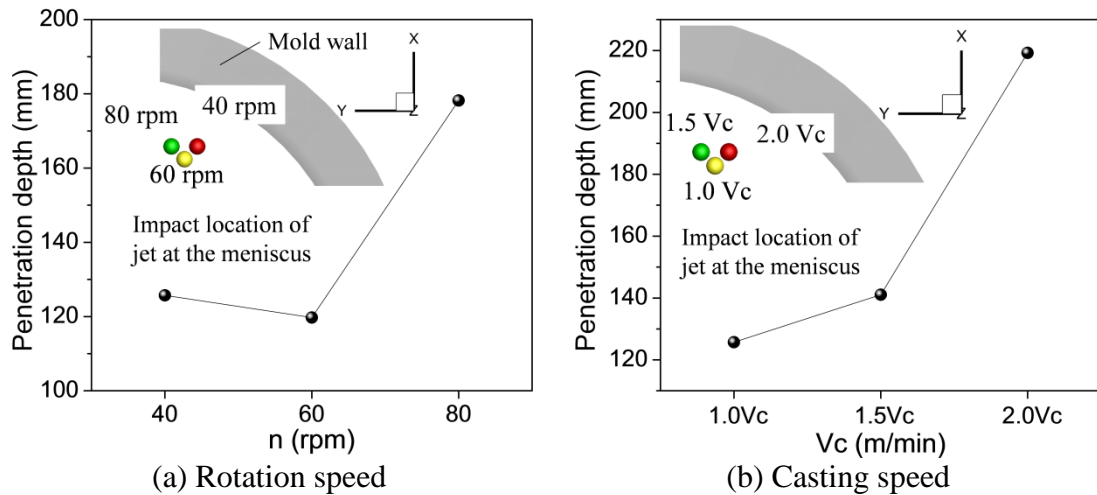 200
180
160
140
120
100
Penetration depth (mm)
Mold wall
X
Y
Z
40 rpm
80 rpm
60 rpm
Impact location of
jet at the meniscus
40
60
80
n (rpm)
(a) Rotation speed
220
200
180
160
140
120
Penetration depth (mm)
X
Y
Z
1.5 Vc
2.0 Vc
1.0 Vc
Impact location of
jet at the meniscus
1.0Vc
1.5Vc
2.0Vc
Vc (m/min)
(b) Casting speed